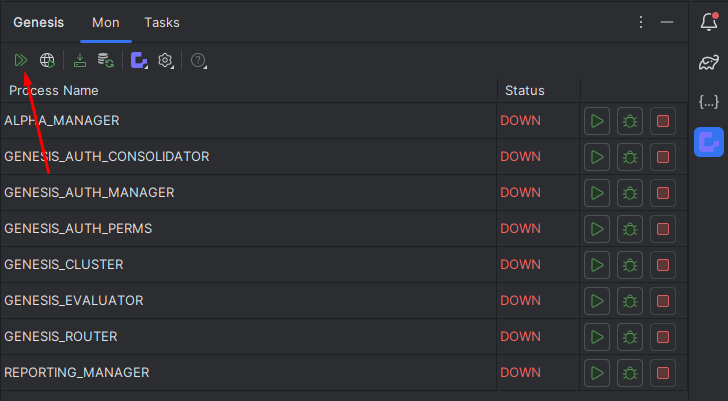 Genesis Mon Tasks
Process Name Status
ALPHA_MANAGER DOWN
GENESIS_AUTH_CONSOLIDATOR DOWN
GENESIS_AUTH_MANAGER DOWN
GENESIS_AUTH_PERMS DOWN
GENESIS_CLUSTER DOWN
GENESIS_EVALUATOR DOWN
GENESIS_ROUTER DOWN
REPORTING_MANAGER DOWN